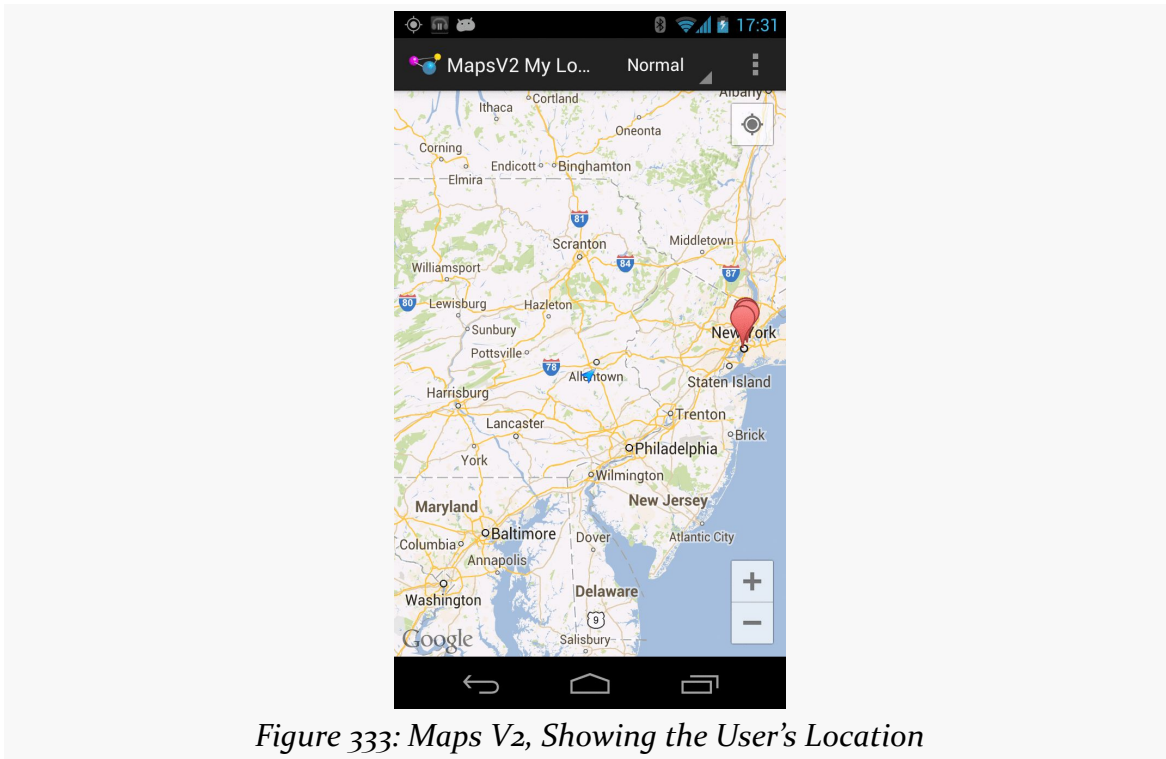 17:31
MapsV2 My Lo... Normal
Albany
Cortland
Ithaca
Oneonta
Corning
Endicott Binghamton
Elmira
81
Scranton Middletown
84
Williamsport 87
80 Lewisburg Hazleton
Sunbury New York
Pottsville
78
Allentown
Staten Island
Harrisburg
Lancaster Trenton
Brick
York Philadelphia
Wilmington
Maryland New Jersey
Baltimore Dover Atlantic City
Columbia
Annapolis
Washington Delaware
9
Google Salisbury
Figure 333: Maps V2, Showing the User's Location